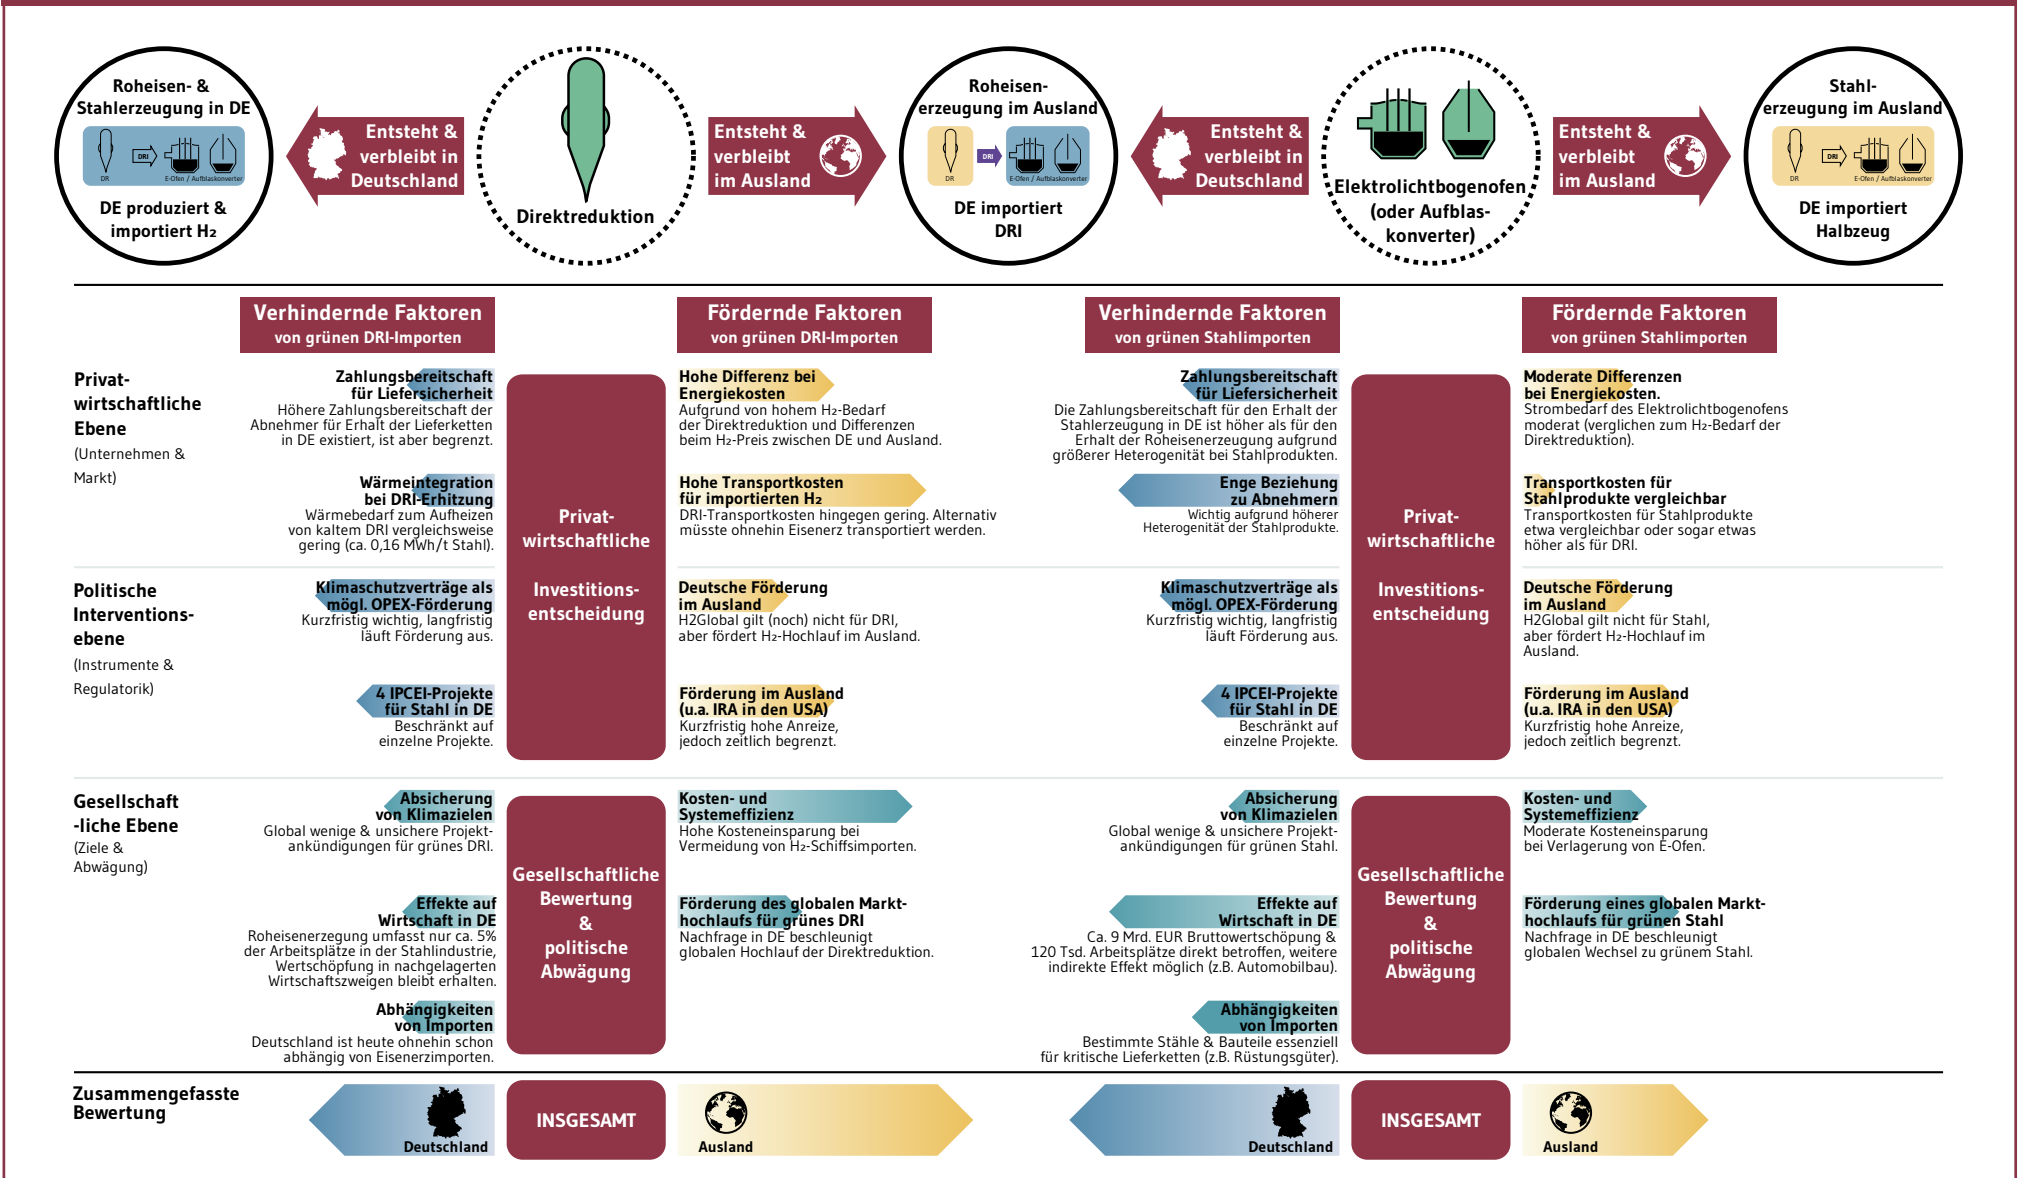 Roheisen- &
Stahlerzeugung in DE
DRI
DR
E-Ofen / Aufblaskonverter
DE produziert &
importiert H₂
Entsteht &
verbleibt in
Deutschland
Direktreduktion
Entsteht &
verbleibt
im Ausland
Roheisen-
erzeugung im Ausland
DRI
DR
E-Ofen / Aufblaskonverter
DE importiert
DRI
Entsteht &
verbleibt in
Deutschland
Elektrolichtbogenofen
(oder Aufblas-
konverter)
Entsteht &
verbleibt
im Ausland
Stahl-
erzeugung im Ausland
DRI
DR
E-Ofen / Aufblaskonverter
DE importiert
Halbzeug
Verhindernde Faktoren
von grünen DRI-Importen
Fördernde Faktoren
von grünen DRI-Importen
Verhindernde Faktoren
von grünen Stahlimporten
Fördernde Faktoren
von grünen Stahlimporten
Privat-
wirtschaftliche
Ebene
(Unternehmen &
Markt)
Zahlungsbereitschaft
für Liefersicherheit
Höhere Zahlungsbereitschaft der
Abnehmer für Erhalt der Lieferketten
in DE existiert, ist aber begrenzt.
Wärmeintegration
bei DRI-Erhitzung
Wärmebedarf zum Aufheizen
von kaltem DRI vergleichsweise
gering (ca. 0,16 MWh/t Stahl).
Privat-
wirtschaftliche
Investitions-
entscheidung
Hohe Differenz bei
Energiekosten
Aufgrund von hohem H₂-Bedarf
der Direktreduktion und Differenzen
beim H₂-Preis zwischen DE und Ausland.
Hohe Transportkosten
für importierten H₂
DRI-Transportkosten hingegen gering. Alternativ
müsste ohnehin Eisenerz transportiert werden.
Zahlungsbereitschaft
für Liefersicherheit
Die Zahlungsbereitschaft für den Erhalt der
Stahlerzeugung in DE ist höher als für den
Erhalt der Roheisenerzeugung aufgrund
größerer Heterogenität bei Stahlprodukten.
Enge Beziehung
zu Abnehmern
Wichtig aufgrund höherer
Heterogenität der Stahlprodukte.
Privat-
wirtschaftliche
Investitions-
entscheidung
Moderate Differenzen
bei Energiekosten.
Strombedarf des Elektrolichtbogenofens
moderat (verglichen zum H₂-Bedarf der
Direktreduktion).
Transportkosten für
Stahlprodukte vergleichbar
Transportkosten für Stahlprodukte
etwa vergleichbar oder sogar etwas
höher als für DRI.
Politische
Interventions-
ebene
(Instrumente &
Regulatorik)
Klimaschutzverträge als
mögl. OPEX-Förderung
Kurzfristig wichtig, langfristig
läuft Förderung aus.
4 IPCEI-Projekte
für Stahl in DE
Beschränkt auf
einzelne Projekte.
Deutsche Förderung
im Ausland
H2Global gilt (noch) nicht für DRI,
aber fördert H₂-Hochlauf im Ausland.
Förderung im Ausland
(u.a. IRA in den USA)
Kurzfristig hohe Anreize,
jedoch zeitlich begrenzt.
Klimaschutzverträge als
mögl. OPEX-Förderung
Kurzfristig wichtig, langfristig
läuft Förderung aus.
4 IPCEI-Projekte
für Stahl in DE
Beschränkt auf
einzelne Projekte.
Deutsche Förderung
im Ausland
H2Global gilt nicht für Stahl,
aber fördert H₂-Hochlauf im
Ausland.
Förderung im Ausland
(u.a. IRA in den USA)
Kurzfristig hohe Anreize,
jedoch zeitlich begrenzt.
Gesellschaft
-liche Ebene
(Ziele &
Abwägung)
Absicherung
von Klimazielen
Global wenige & unsichere Projekt-
ankündigungen für grünes DRI.
Effekte auf
Wirtschaft in DE
Roheisenerzegung umfasst nur ca. 5%
der Arbeitsplätze in der Stahlindustrie,
Wertschöpfung in nachgelagerten
Wirtschaftszweigen bleibt erhalten.
Abhängigkeiten
von Importen
Deutschland ist heute ohnehin schon
abhängig von Eisenerzimporten.
Gesellschaftliche
Bewertung
&
politische
Abwägung
Kosten- und
Systemeffizienz
Hohe Kosteneinsparung bei
Vermeidung von H₂-Schiffsimporten.
Förderung des globalen Markt-
hochlaufs für grünes DRI
Nachfrage in DE beschleunigt
globalen Hochlauf der Direktreduktion.
Absicherung
von Klimazielen
Global wenige & unsichere Projekt-
ankündigungen für grünen Stahl.
Effekte auf
Wirtschaft in DE
Ca. 9 Mrd. EUR Bruttowertschöpung &
120 Tsd. Arbeitsplätze direkt betroffen, weitere
indirekte Effekt möglich (z.B. Automobilbau).
Abhängigkeiten
von Importen
Bestimmte Stähle & Bauteile essenziell
für kritische Lieferketten (z.B. Rüstungsgüter).
Gesellschaftliche
Bewertung
&
politische
Abwägung
Kosten- und
Systemeffizienz
Moderate Kosteneinsparung
bei Verlagerung von E-Ofen.
Förderung eines globalen Markt-
hochlaufs für grünen Stahl
Nachfrage in DE beschleunigt
globalen Wechsel zu grünem Stahl.
Zusammengefasste
Bewertung
Deutschland
INSGESAMT
Ausland
Deutschland
INSGESAMT
Ausland